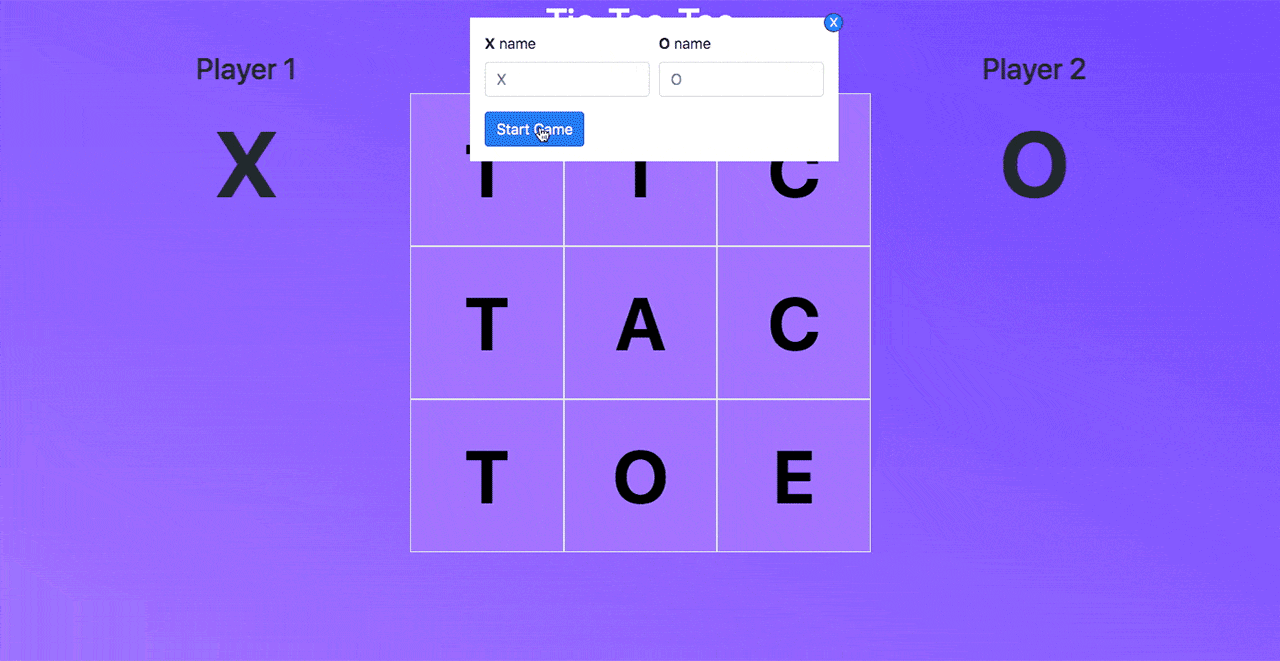 Tic Tac Toe
X
X name
O name
Player 1
Player 2
X
O
Start Game
X
O
T I C
T A C
T O E